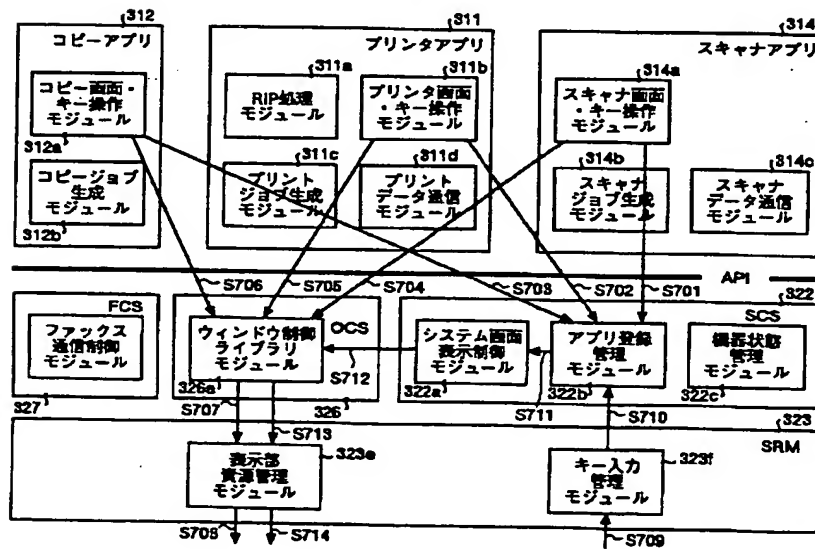 312
コピーアプリ
コピー画面・
キー操作
モジュール
312a
コピージョブ
生成
モジュール
312b
311
プリンタアプリ
311a
RIP処理
モジュール
311b
プリンタ画面
・キー操作
モジュール
311c
プリント
ジョブ生成
モジュール
311d
プリント
データ通信
モジュール
314
スキャナアプリ
314a
スキャナ画面
・キー操作
モジュール
314b
スキャナ
ジョブ生成
モジュール
314c
スキャナ
データ通信
モジュール
S706
S705
S704
S703
S702
S701
API
FCS
ファックス
通信制御
モジュール
327
OCS
ウィンドウ制御
ライブラリ
モジュール
326a
326
S712
322
SCS
システム画面
表示制御
モジュール
322a
S711
アプリ登録
管理
モジュール
322b
機器状態
管理
モジュール
322c
S707
S713
S710
323
SRM
表示部
資源管理
モジュール
323e
キー入力
管理
モジュール
323f
S708
S714
S709